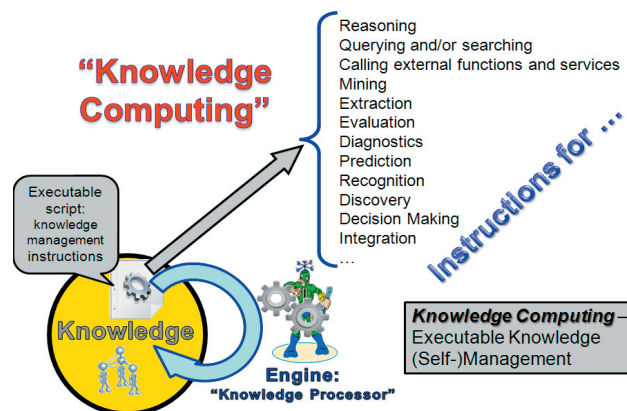 “Knowledge
Computing”
Reasoning
Querying and/or searching
Calling external functions and services
Mining
Extraction
Evaluation
Diagnostics
Prediction
Recognition
Discovery
Decision Making
Integration
…
Instructions for ...
Executable
script:
knowledge
management
instructions
Knowledge
Engine:
“Knowledge Processor”
Knowledge Computing –
Executable Knowledge
(Self-)Management